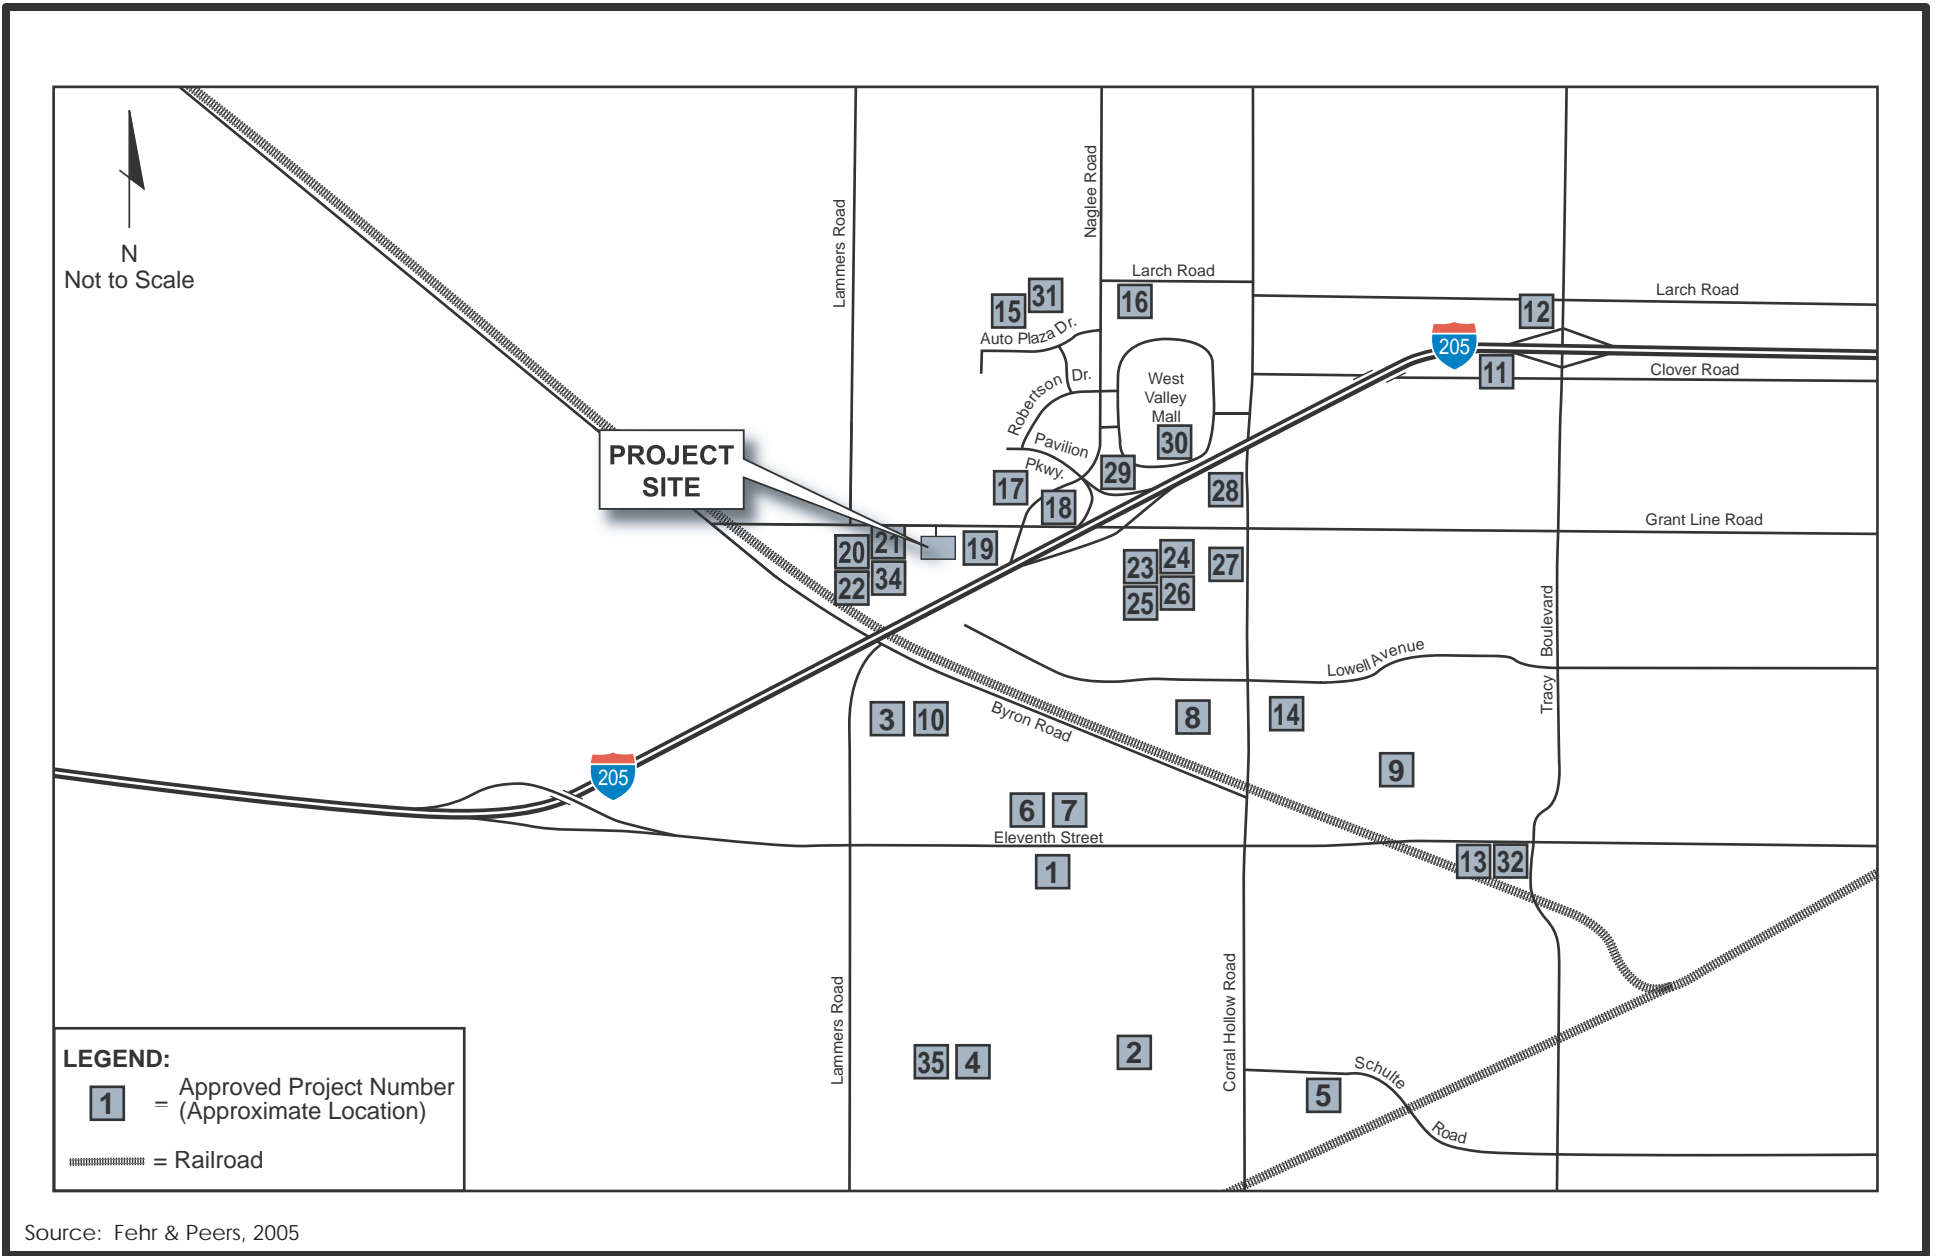 N
Not to Scale
Lammers Road
Naglee Road
Larch Road
Larch Road
15
31
16
12
Auto Plaza Dr.
205
11
Clover Road
Robertson Dr.
West
Valley
Mall
30
Pavilion
Pkwy.
29
17
18
28
PROJECT
SITE
Grant Line Road
20
21
19
22
34
23
24
27
25
26
Tracy Boulevard
Lowell Avenue
3
10
Byron Road
8
14
9
205
6
7
Eleventh Street
1
13
32
Lammers Road
Corral Hollow Road
35
4
2
5
Schulte
Road
LEGEND:
1 = Approved Project Number
(Approximate Location)
= Railroad
Source: Fehr & Peers, 2005